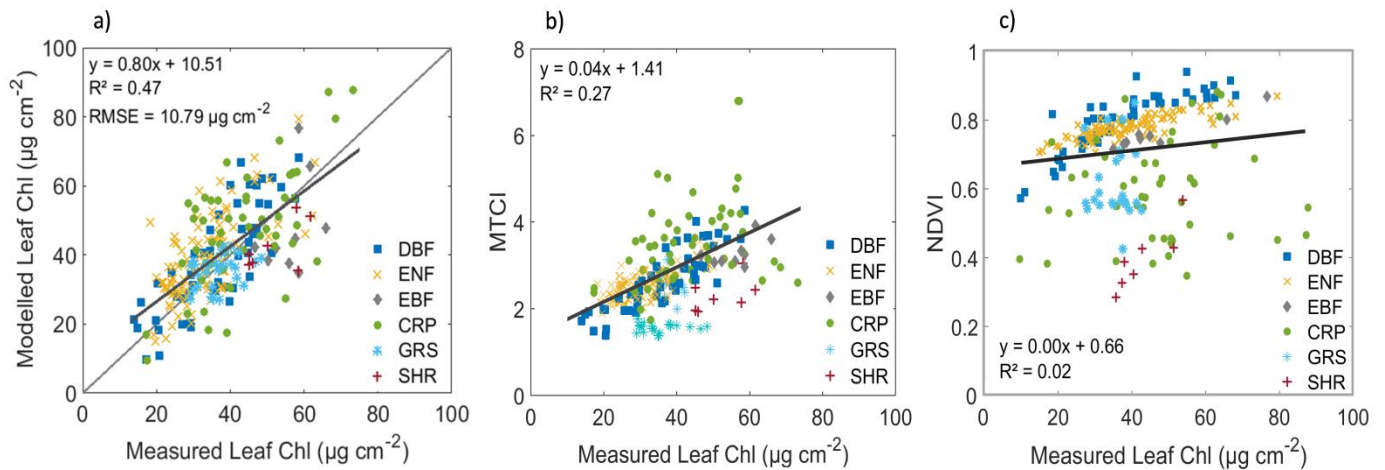 a)
y = 0.80x + 10.51
R² = 0.47
RMSE = 10.79 µg cm⁻²
Modelled Leaf Chl (µg cm⁻²)
100
80
60
40
20
0
DBF
ENF
EBF
CRP
GRS
SHR
0 20 40 60 80 100
Measured Leaf Chl (µg cm⁻²)
b)
y = 0.04x + 1.41
R² = 0.27
MTCI
8
6
4
2
0
DBF
ENF
EBF
CRP
GRS
SHR
0 20 40 60 80 100
Measured Leaf Chl (µg cm⁻²)
c)
NDVI
1
0.8
0.6
0.4
0.2
0
DBF
ENF
EBF
CRP
GRS
SHR
y = 0.00x + 0.66
R² = 0.02
0 20 40 60 80 100
Measured Leaf Chl (µg cm⁻²)